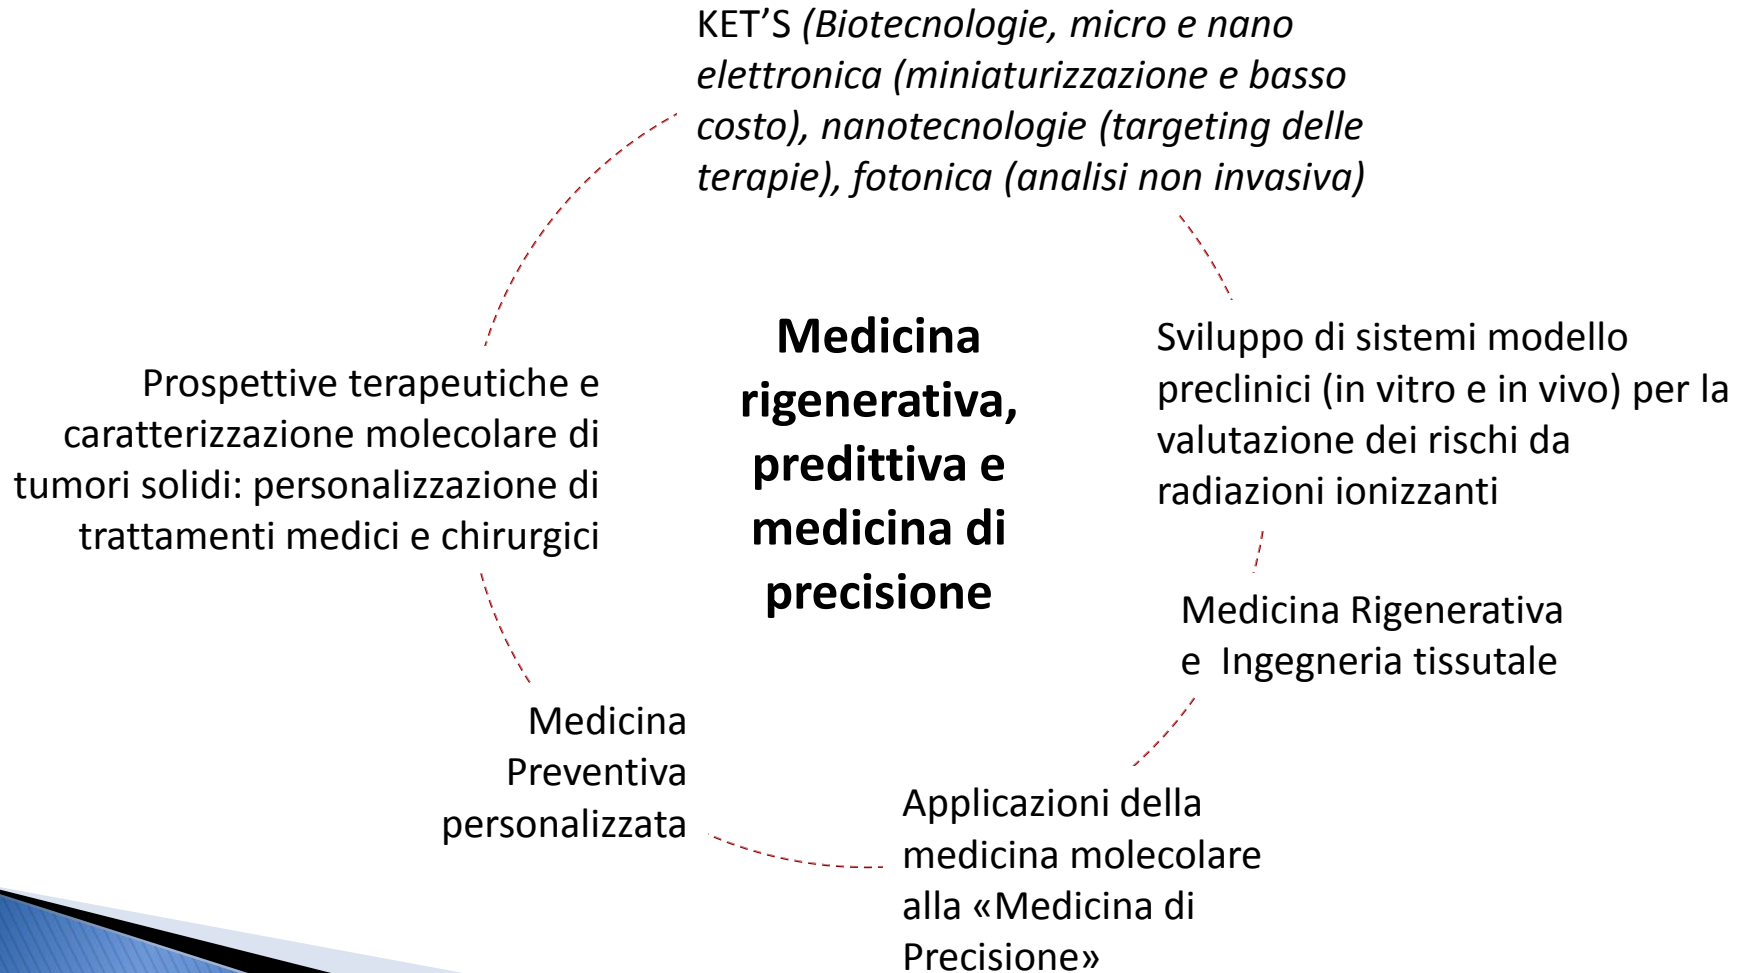 KET’S (Biotecnologie, micro e nano
elettronica (miniaturizzazione e basso
costo), nanotecnologie (targeting delle
terapie), fotonica (analisi non invasiva)
Medicina
rigenerativa,
predittiva e
medicina di
precisione
Sviluppo di sistemi modello
preclinici (in vitro e in vivo) per la
valutazione dei rischi da
radiazioni ionizzanti
Medicina Rigenerativa
e Ingegneria tissutale
Applicazioni della
medicina molecolare
alla «Medicina di
Precisione»
Medicina
Preventiva
personalizzata
Prospettive terapeutiche e
caratterizzazione molecolare di
tumori solidi: personalizzazione di
trattamenti medici e chirurgici